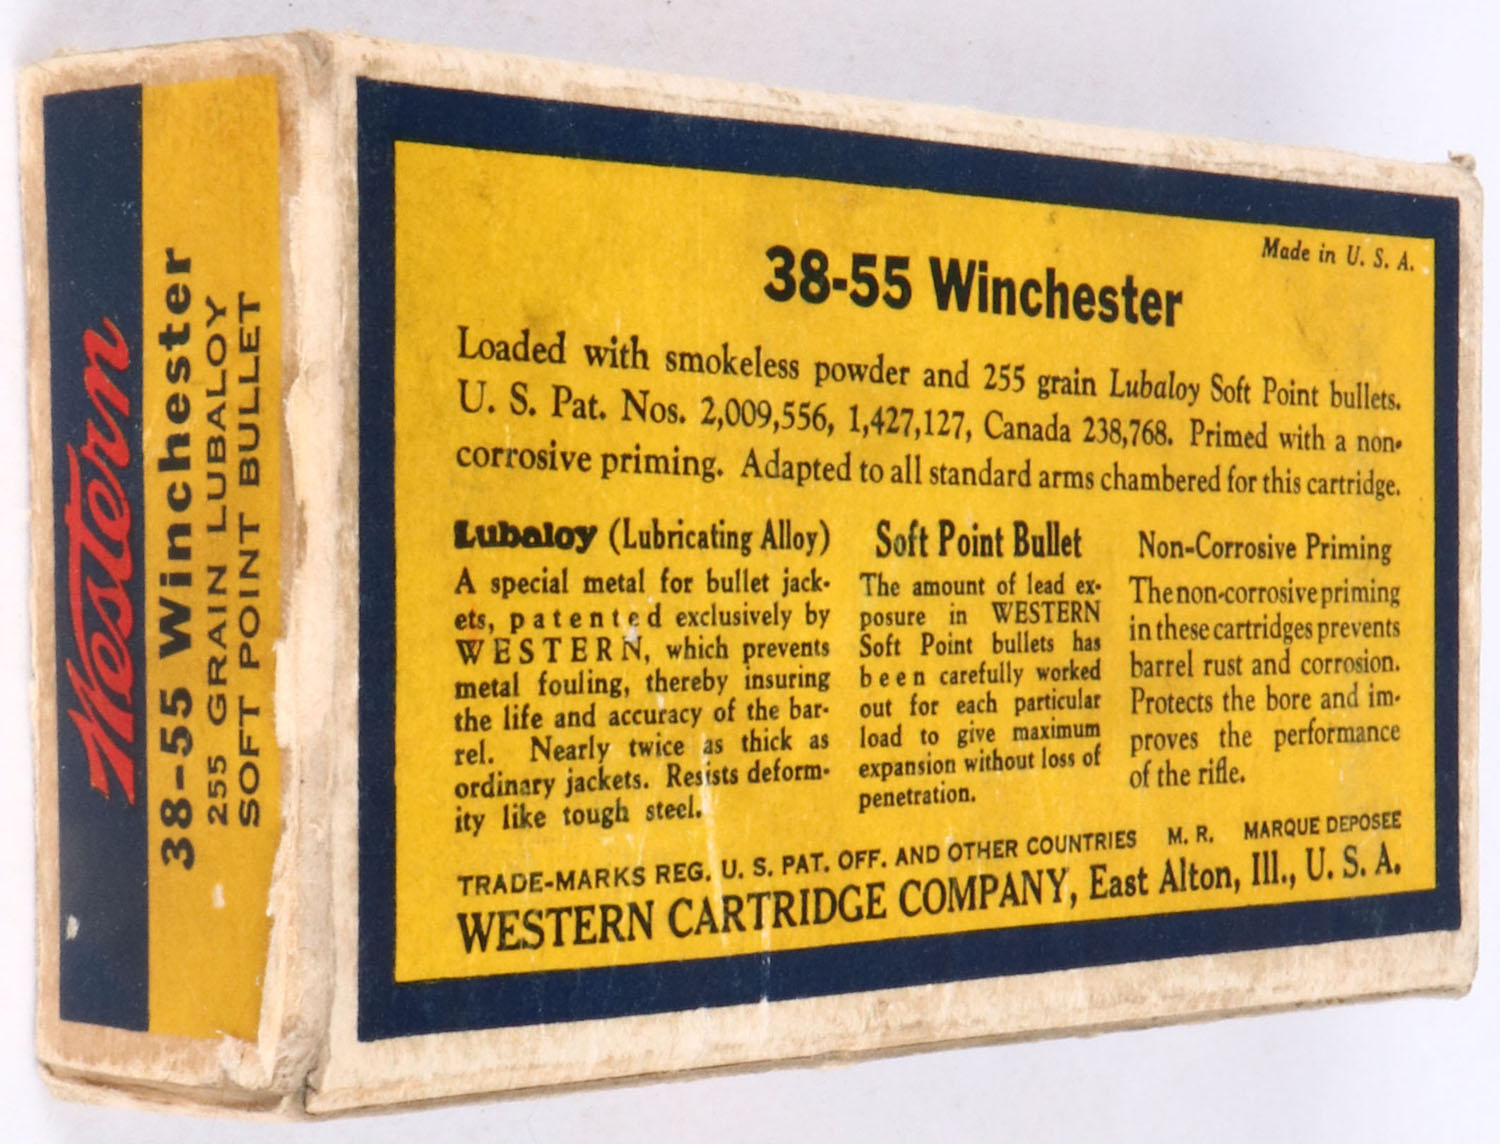 Western
38-55 Winchester
255 GRAIN LUBALOY
SOFT POINT BULLET
Made in U. S. A.
38-55 Winchester
Loaded with smokeless powder and 255 grain Lubaloy Soft Point bullets.
U. S. Pat. Nos. 2,009,556, 1,427,127, Canada 238,768. Primed with a non-
corrosive priming. Adapted to all standard arms chambered for this cartridge.
Lubaloy (Lubricating Alloy)
A special metal for bullet jack-
ets, patented exclusively by
WESTERN, which prevents
metal fouling, thereby insuring
the life and accuracy of the bar-
rel. Nearly twice as thick as
ordinary jackets. Resists deform-
ity like tough steel.
Soft Point Bullet
The amount of lead ex-
posure in WESTERN
Soft Point bullets has
been carefully worked
out for each particular
load to give maximum
expansion without loss of
penetration.
Non-Corrosive Priming
The non-corrosive priming
in these cartridges prevents
barrel rust and corrosion.
Protects the bore and im-
proves the performance
of the rifle.
TRADE-MARKS REG. U. S. PAT. OFF. AND OTHER COUNTRIES M. R. MARQUE DEPOSEE
WESTERN CARTRIDGE COMPANY, East Alton, Ill., U. S. A.